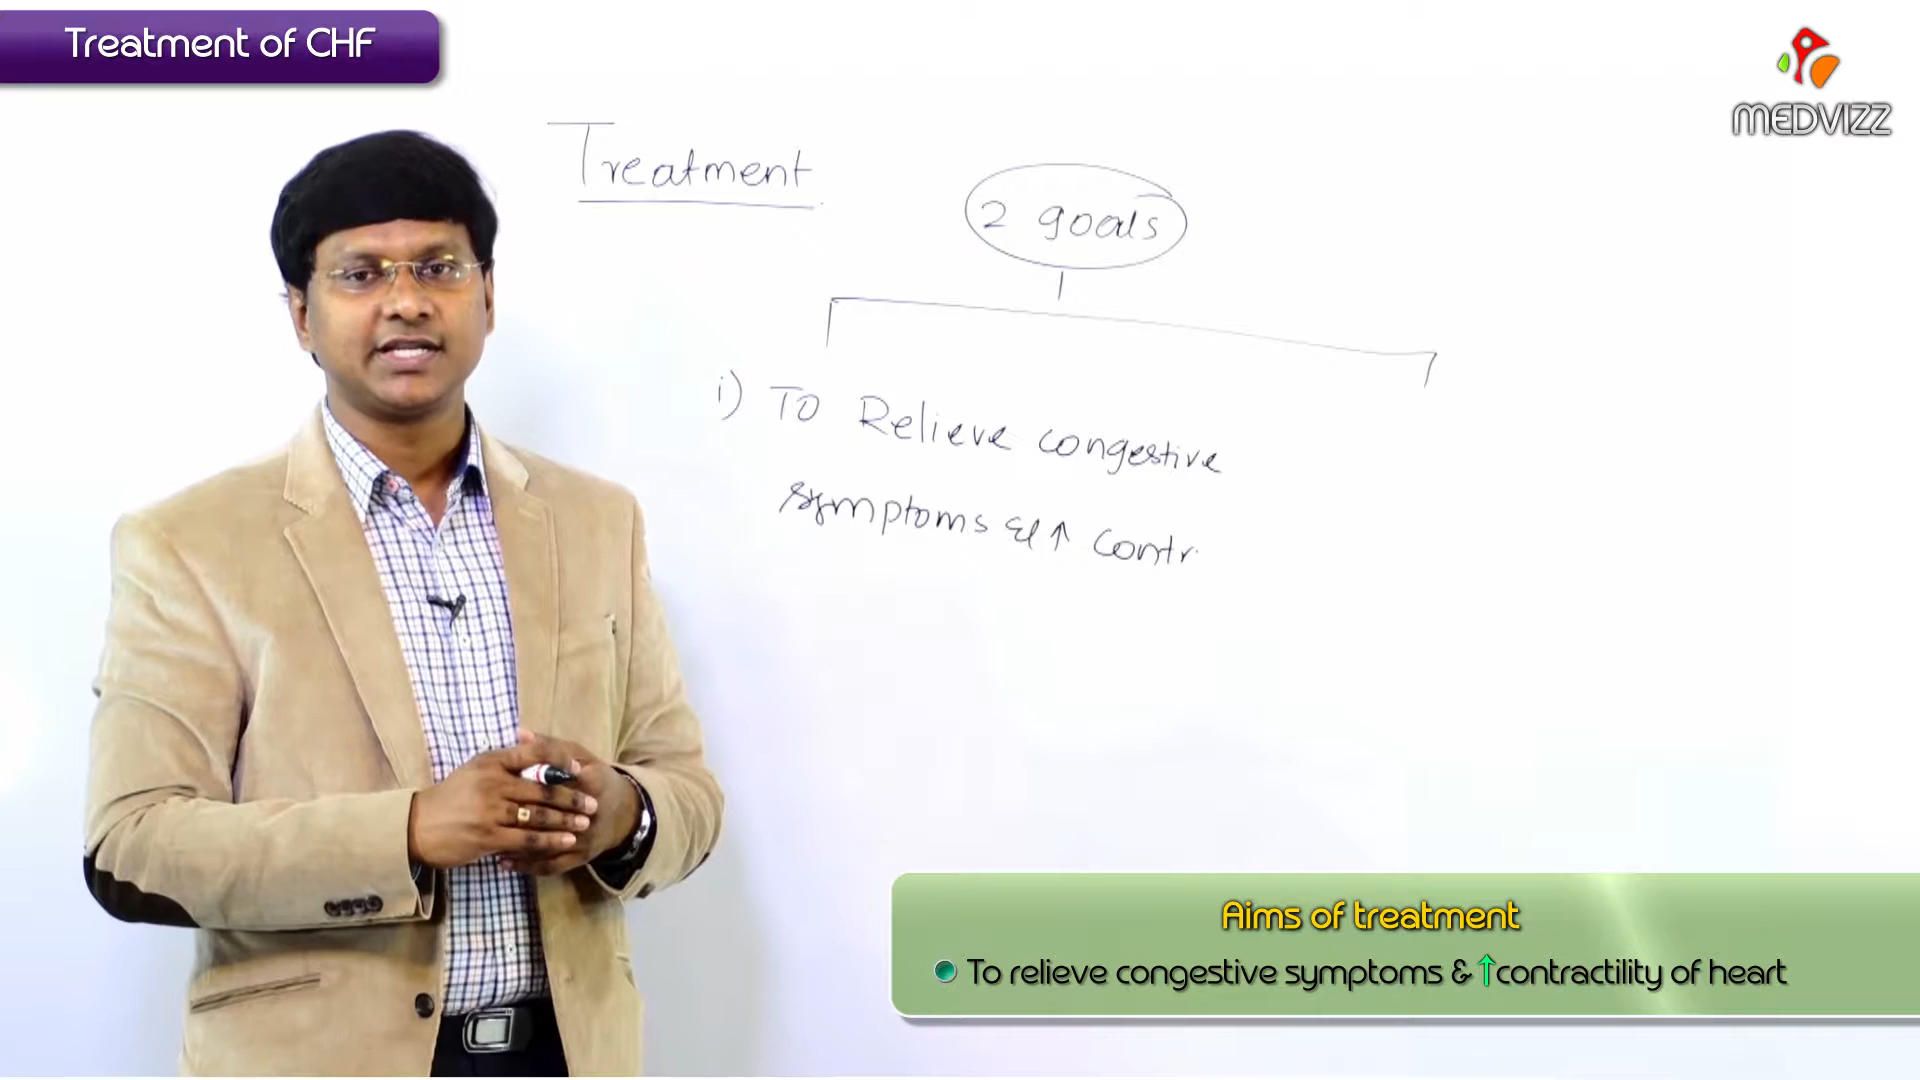 Treatment of CHF
MEDVIZZ
Treatment
2 goals
i) To Relieve congestive
symptoms & ↑ contr
Aims of treatment
To relieve congestive symptoms & ↑contractility of heart